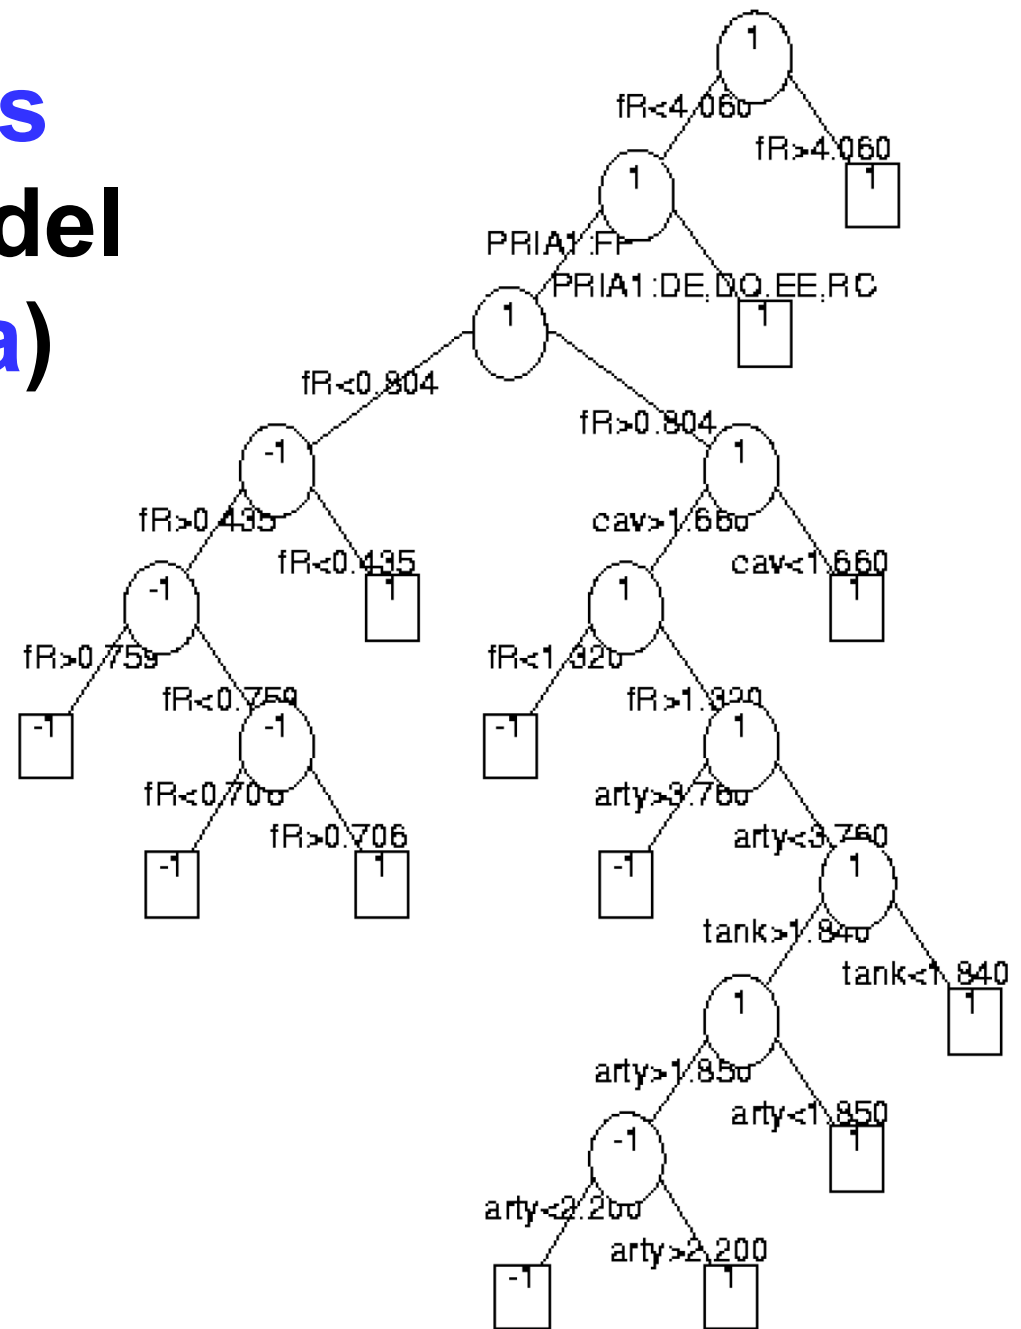 s
del
a)
1
fR<4.060
fR>4.060
1
1
PRIA1:FF
PRIA1:DE,DO,EE,RC
1
1
fR<0.804
fR>0.804
-1
1
fR>0.435
cav>1.660
fR<0.435
cav<1.660
-1
1
1
1
fR>0.759
fR<1.320
fR<0.759
fR>1.320
-1
-1
-1
1
fR<0.706
arty>3.760
fR>0.706
arty<3.760
-1
1
-1
1
tank>1.840
tank<1.840
1
1
arty>1.850
arty<1.850
-1
1
arty<2.200
arty>2.200
-1
1